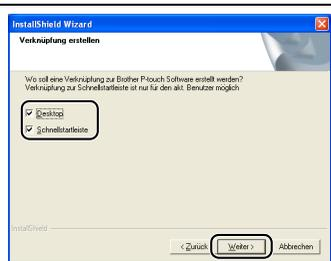 InstallShield Wizard
Verknüpfung erstellen
Wo soll eine Verknüpfung zur Brother P-touch Software erstellt werden?
Verknüpfung zur Schnellstartleiste ist nur für den akt. Benutzer möglich
Desktop
Schnellstartleiste
InstallShield
< Zurück Weiter > Abbrechen